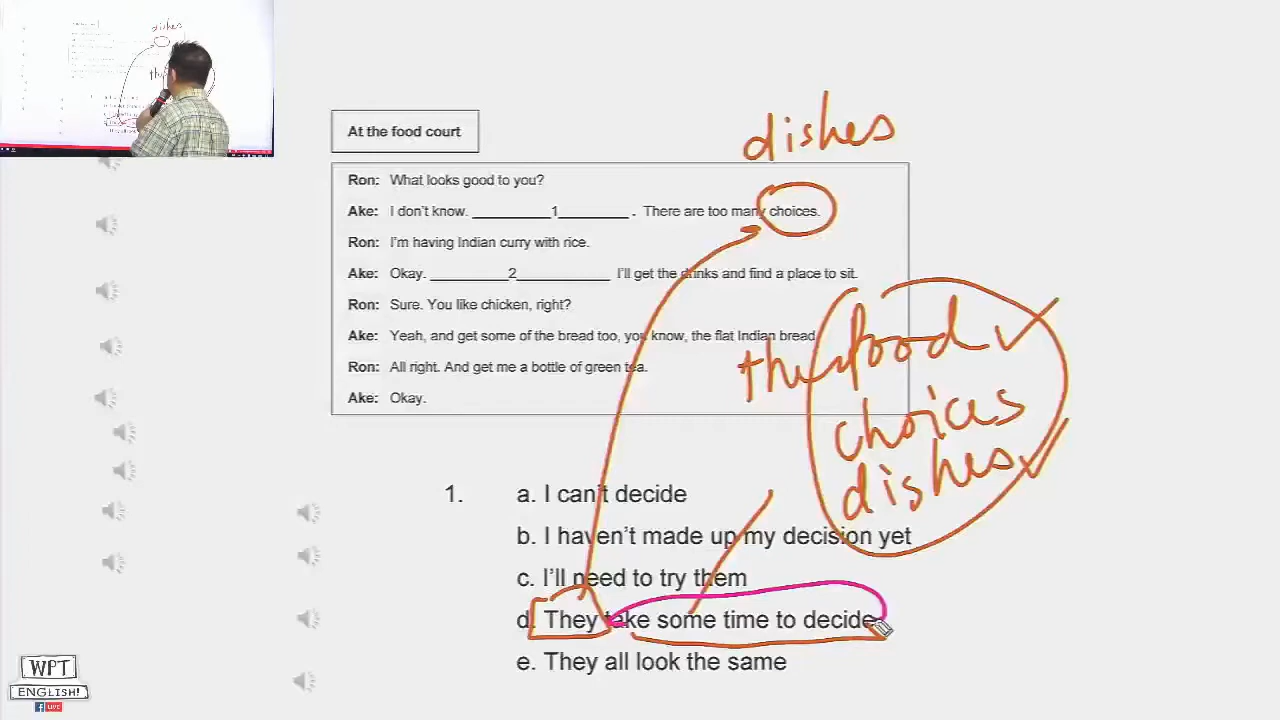 dishes
At the food court
Ron: What looks good to you?
Ake: I don't know. __________1_________ . There are too many choices.
Ron: I'm having Indian curry with rice.
Ake: Okay. __________2____________ I'll get the drinks and find a place to sit.
Ron: Sure. You like chicken, right?
Ake: Yeah, and get some of the bread too, you know, the flat Indian bread
Ron: All right. And get me a bottle of green tea.
Ake: Okay.
the food
choices
dishes
1. a. I can't decide
b. I haven't made up my decision yet
c. I'll need to try them
d. They take some time to decide
e. They all look the same
WPT
ENGLISH!
LIVE